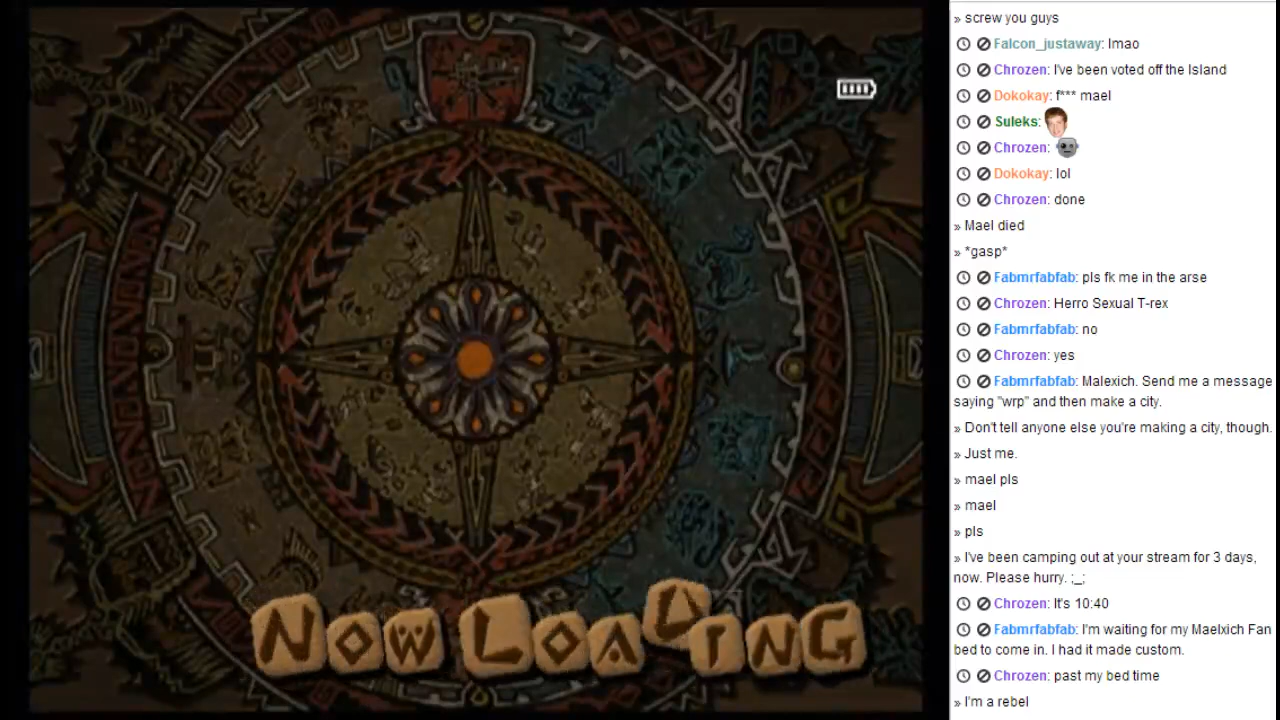 NOW LOADING
» screw you guys
Falcon_justaway: lmao
Chrozen: I've been voted off the Island
Dokokay: f*** mael
Suleks:
Chrozen:
Dokokay: lol
Chrozen: done
» Mael died
» *gasp*
Fabmrfabfab: pls fk me in the arse
Chrozen: Herro Sexual T-rex
Fabmrfabfab: no
Chrozen: yes
Fabmrfabfab: Malexich. Send me a message
saying "wrp" and then make a city.
» Don't tell anyone else you're making a city, though.
» Just me.
» mael pls
» mael
» pls
» I've been camping out at your stream for 3 days,
now. Please hurry. ;_;
Chrozen: It's 10:40
Fabmrfabfab: I'm waiting for my Maelxich Fan
bed to come in. I had it made custom.
Chrozen: past my bed time
» I'm a rebel